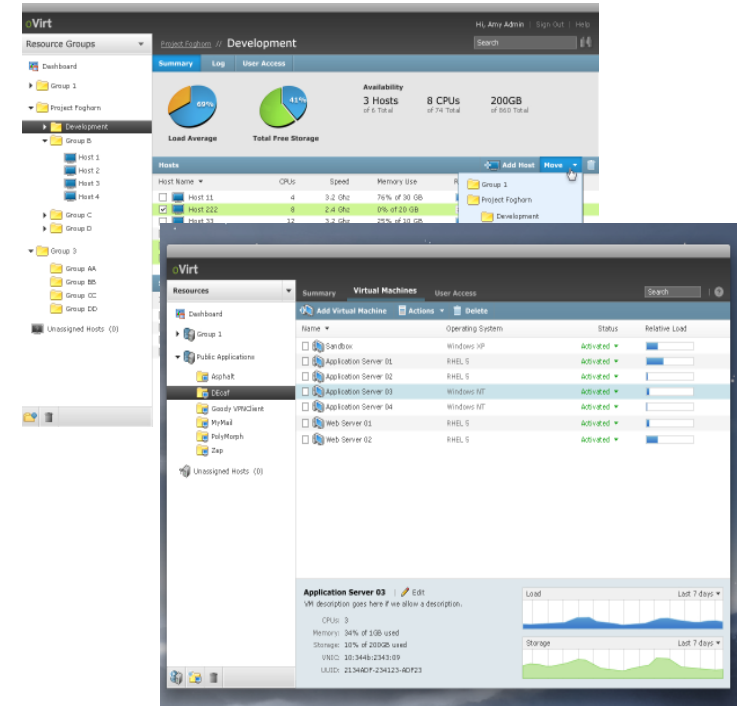 oVirt
Hi, Amy Admin | Sign Out | Help
Resource Groups
Project Foghorn // Development
Search
Summary Log User Access
Dashboard
Group 1
Project Foghorn
Development
Group B
Host 1
Host 2
Host 3
Host 4
Group C
Group D
Group 3
Group AA
Group BB
Group CC
Group DD
Unassigned Hosts (0)
69%
Load Average
41%
Total Free Storage
Availability
3 Hosts 8 CPUs 200GB
of 6 Total of 74 Total of 860 Total
Hosts
Add Host Move
Host Name CPUs Speed Memory Use
Host 11 4 3.2 Ghz 76% of 30 GB
Host 222 8 2.4 Ghz 0% of 20 GB
Host 33 12 3.2 Ghz 25% of 10 GB
Group 1
Project Foghorn
Development
oVirt
Resources
Summary Virtual Machines User Access
Search
Dashboard
Group 1
Public Applications
Asphalt
DEcaf
Goody VPNClient
MyMail
PolyMorph
Zap
Unassigned Hosts (0)
Add Virtual Machine Actions Delete
Name Operating System Status Relative Load
Sandbox Windows XP Activated
Application Server 01 RHEL 5 Activated
Application Server 02 RHEL 5 Activated
Application Server 03 Windows NT Activated
Application Server 04 Windows NT Activated
Web Server 01 RHEL 5 Activated
Web Server 02 RHEL 5 Activated
Application Server 03 | Edit
VM description goes here if we allow a description.
CPUs: 3
Memory: 34% of 1GB used
Storage: 10% of 200GB used
VNIC: 10:344b:2343:09
UUID: 2134ADF-234123-ADF23
Load Last 7 days
Storage Last 7 days